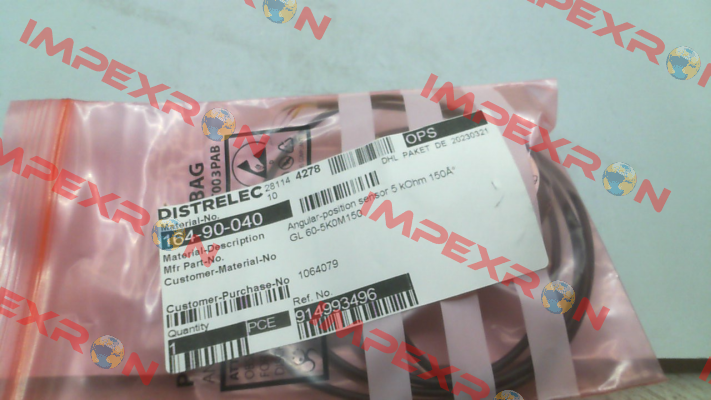 IMPEXRON
IMPEXRON
IMPEXRON
IMPEXRON
IMPEXRON
BAG
003PAB
DISTRELEC
28114 4278
10
OPS
DHL PAKET DE 20230321
Material-No.
164-90-040
Material-Description
Angular-position sensor 5 kOhm 150Â°
Mfr Part-No.
GL 60-5K0M150
Customer-Material-No
Customer-Purchase-No
1064079
Quantity
1
PCE
Ref. No
914993496